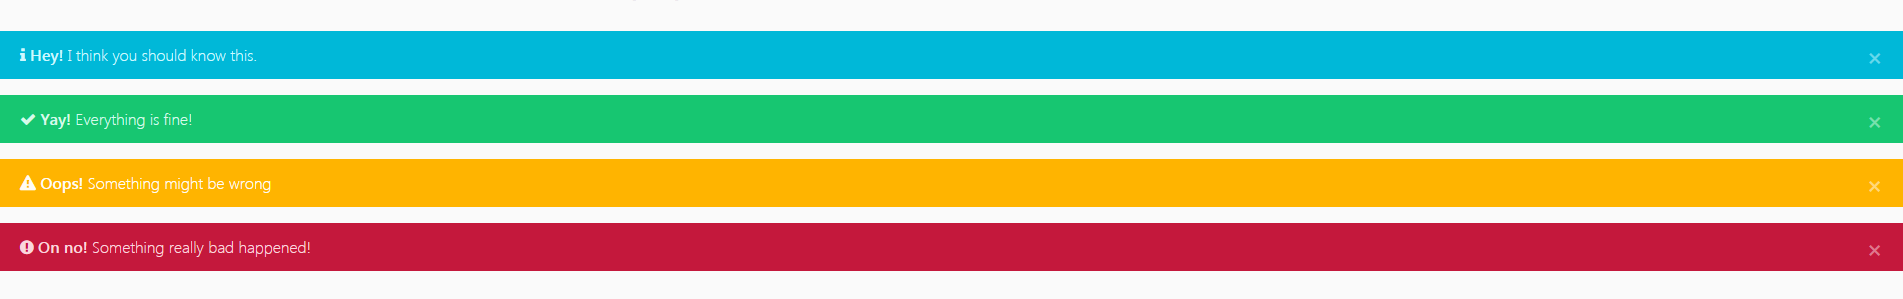 Hey! I think you should know this.
Yay! Everything is fine!
Oops! Something might be wrong
On no! Something really bad happened!